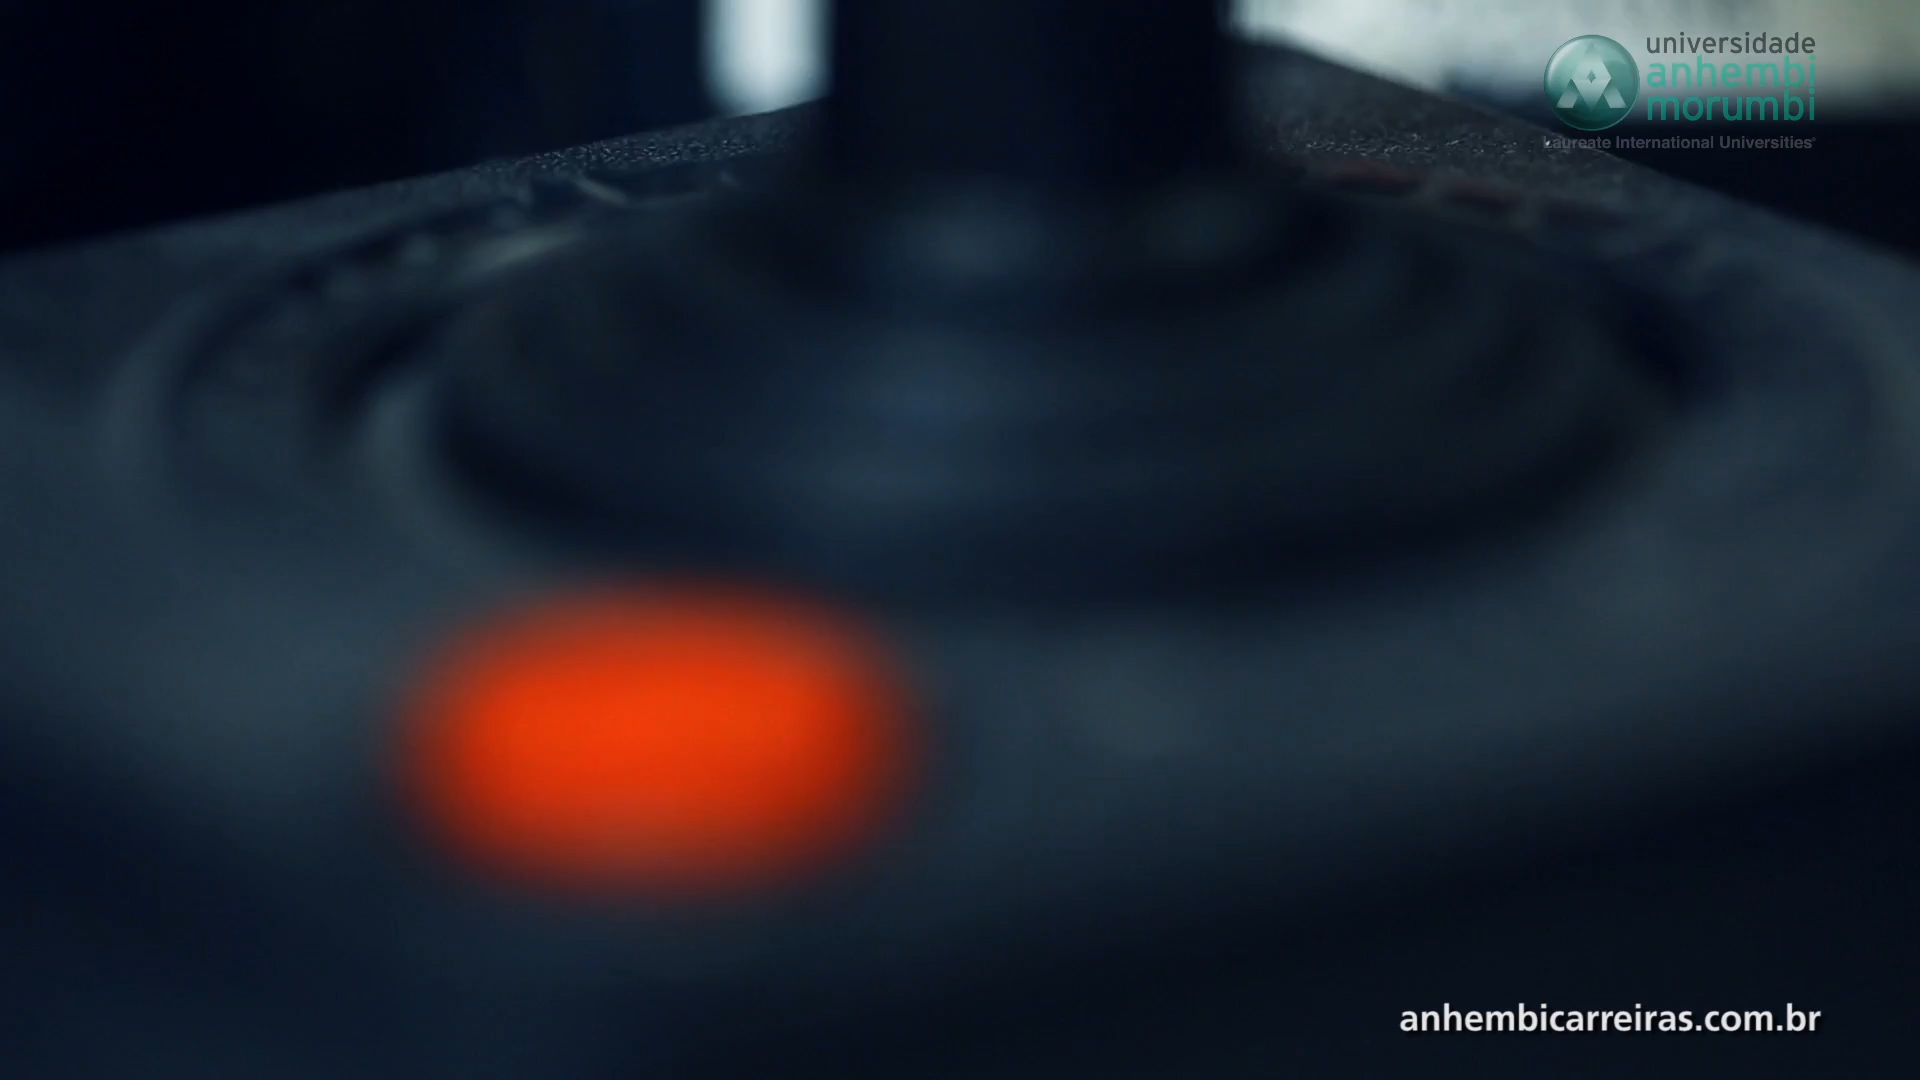 universidade
anhembi
morumbi
Laureate International Universities®
anhembicarreiras.com.br